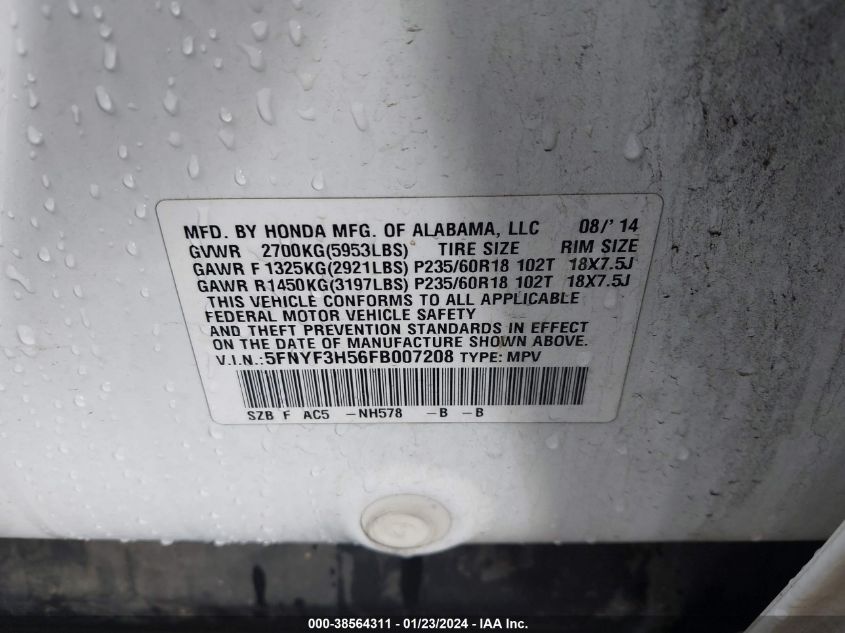 MFD. BY HONDA MFG. OF ALABAMA, LLC 08/'14
GVWR 2700KG(5953LBS) TIRE SIZE RIM SIZE
GAWR F 1325KG(2921LBS) P235/60R18 102T 18X7.5J
GAWR R1450KG(3197LBS) P235/60R18 102T 18X7.5J
THIS VEHICLE CONFORMS TO ALL APPLICABLE
FEDERAL MOTOR VEHICLE SAFETY
AND THEFT PREVENTION STANDARDS IN EFFECT
ON THE DATE OF MANUFACTURE SHOWN ABOVE.
V.I.N.:5FNYF3H56FB007208 TYPE: MPV
SZB F AC5 -NH578 -B -B
000-38564311 - 01/23/2024 - IAA Inc.